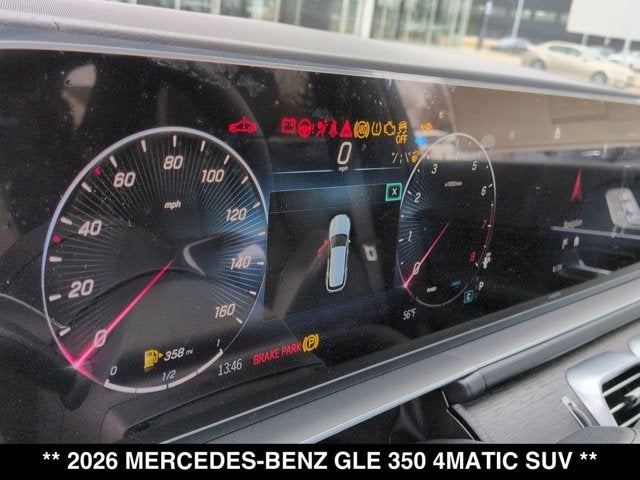 OFF
0
mph
X
0
20
40
60
80
100
120
140
160
mph
0
1/2
1
358 mi
13:46
BRAKE PARK P
0
1
2
3
5
6
7
8
x1000/min
56°F
C
P
** 2026 MERCEDES-BENZ GLE 350 4MATIC SUV **